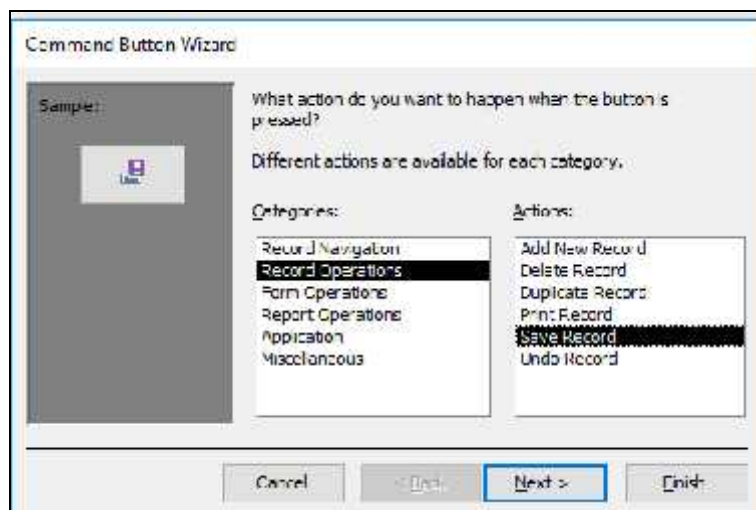 Command Button Wizard
Sample:
What action do you want to happen when the button is
pressed?
Different actions are available for each category.
Categories:
Actions:
Record Navigation
Record Operations
Form Operations
Report Operations
Application
Miscellaneous
Add New Record
Delete Record
Duplicate Record
Print Record
Save Record
Undo Record
Cancel
< Back
Next >
Finish